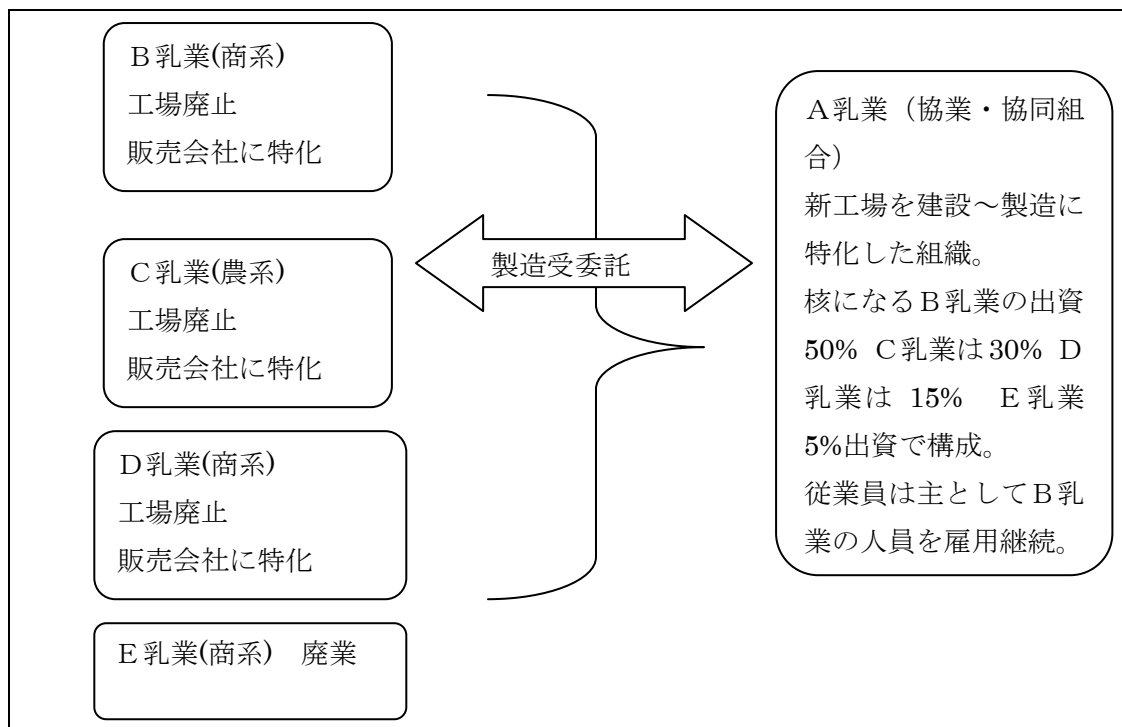 Ｂ乳業(商系)
工場廃止
販売会社に特化
Ｃ乳業(農系)
工場廃止
販売会社に特化
Ｄ乳業(商系)
工場廃止
販売会社に特化
Ｅ乳業(商系)　廃業
製造受委託
Ａ乳業（協業・協同組
合）
新工場を建設～製造に
特化した組織。
核になるＢ乳業の出資
50% Ｃ乳業は30% Ｄ
乳業は 15%　Ｅ乳業
5%出資で構成。
従業員は主としてＢ乳
業の人員を雇用継続。